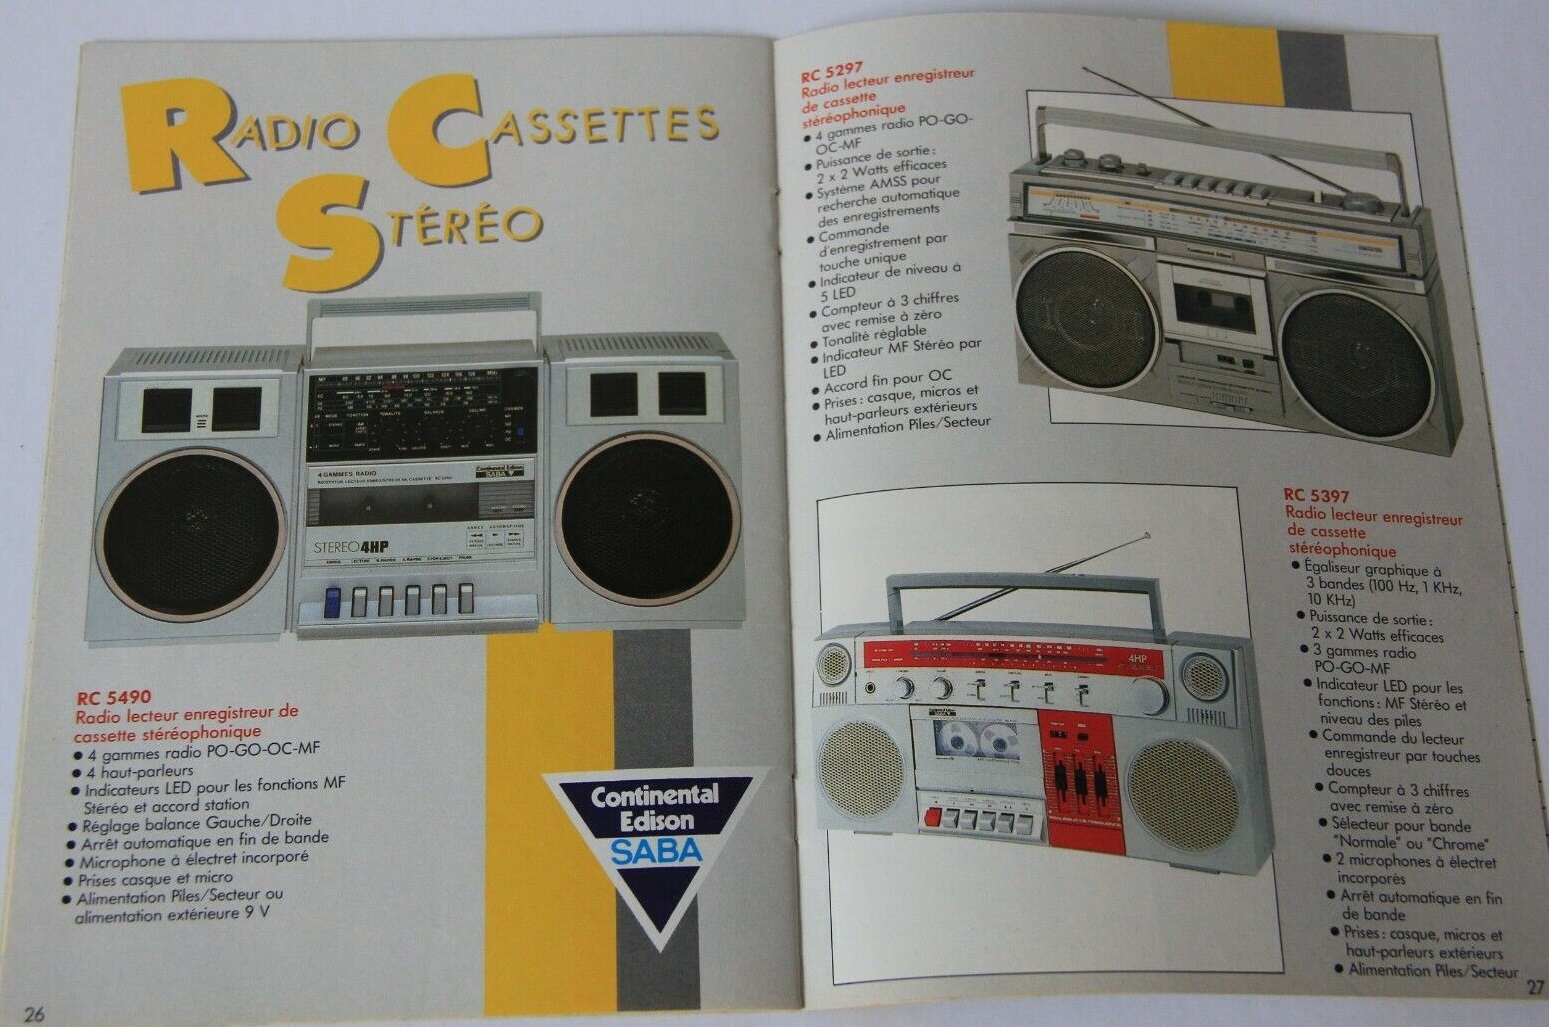 RADIO CASSETTES
STÉRÉO
4 GAMMES RADIO
Continental Edison
SABA
STEREO 4HP
RC 5490
Radio lecteur enregistreur de
cassette stéréophonique
● 4 gammes radio PO-GO-OC-MF
● 4 haut-parleurs
● Indicateurs LED pour les fonctions MF
Stéréo et accord station
● Réglage balance Gauche/Droite
● Arrêt automatique en fin de bande
● Microphone à électret incorporé
● Prises casque et micro
● Alimentation Piles/Secteur ou
alimentation extérieure 9 V
Continental
Edison
SABA
26
RC 5297
Radio lecteur enregistreur
de cassette
stéréophonique
● 4 gammes radio PO-GO-
OC-MF
● Puissance de sortie :
2 x 2 Watts efficaces
● Système AMSS pour
recherche automatique
des enregistrements
● Commande
d'enregistrement par
touche unique
● Indicateur de niveau à
5 LED
● Compteur à 3 chiffres
avec remise à zéro
● Tonalité réglable
● Indicateur MF Stéréo par
LED
● Accord fin pour OC
● Prises : casque, micros et
haut-parleurs extérieurs
● Alimentation Piles/Secteur
4HP
RC 5397
Radio lecteur enregistreur
de cassette
stéréophonique
● Égaliseur graphique à
3 bandes (100 Hz, 1 KHz,
10 KHz)
● Puissance de sortie :
2 x 2 Watts efficaces
● 3 gammes radio
PO-GO-MF
● Indicateur LED pour les
fonctions : MF Stéréo et
niveau des piles
● Commande du lecteur
enregistreur par touches
douces
● Compteur à 3 chiffres
avec remise à zéro
● Sélecteur pour bande
"Normale" ou "Chrome"
● 2 microphones à électret
incorporés
● Arrêt automatique en fin
de bande
● Prises : casque, micros et
haut-parleurs extérieurs
● Alimentation Piles/Secteur
27